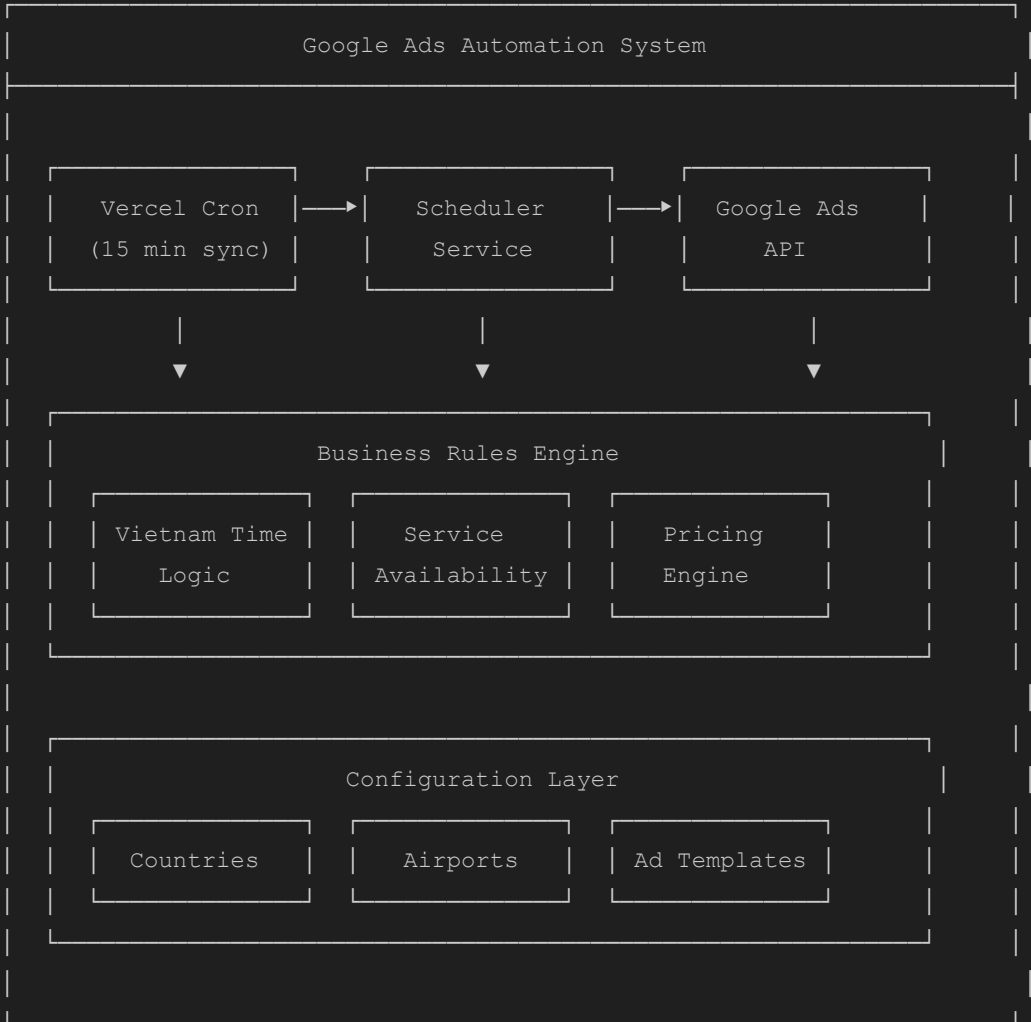 Google Ads Automation System
Vercel Cron Scheduler Google Ads
(15 min sync) Service API
Business Rules Engine
Vietnam Time Service Pricing
Logic Availability Engine
Configuration Layer
Countries Airports Ad Templates